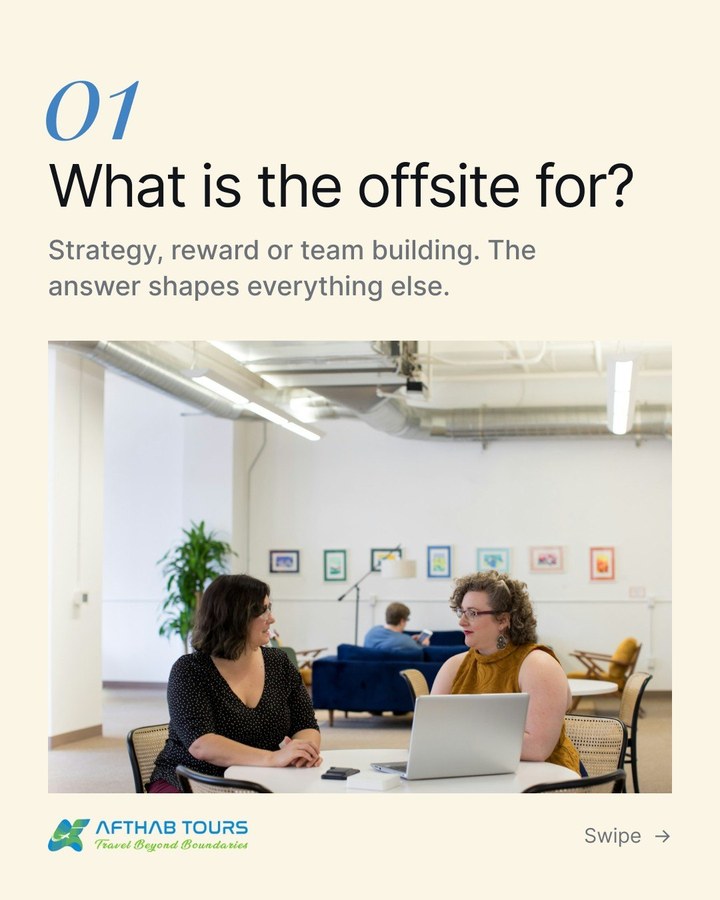 01
What is the offsite for?
Strategy, reward or team building. The
answer shapes everything else.
AFTHAB TOURS
Travel Beyond Boundaries
Swipe →